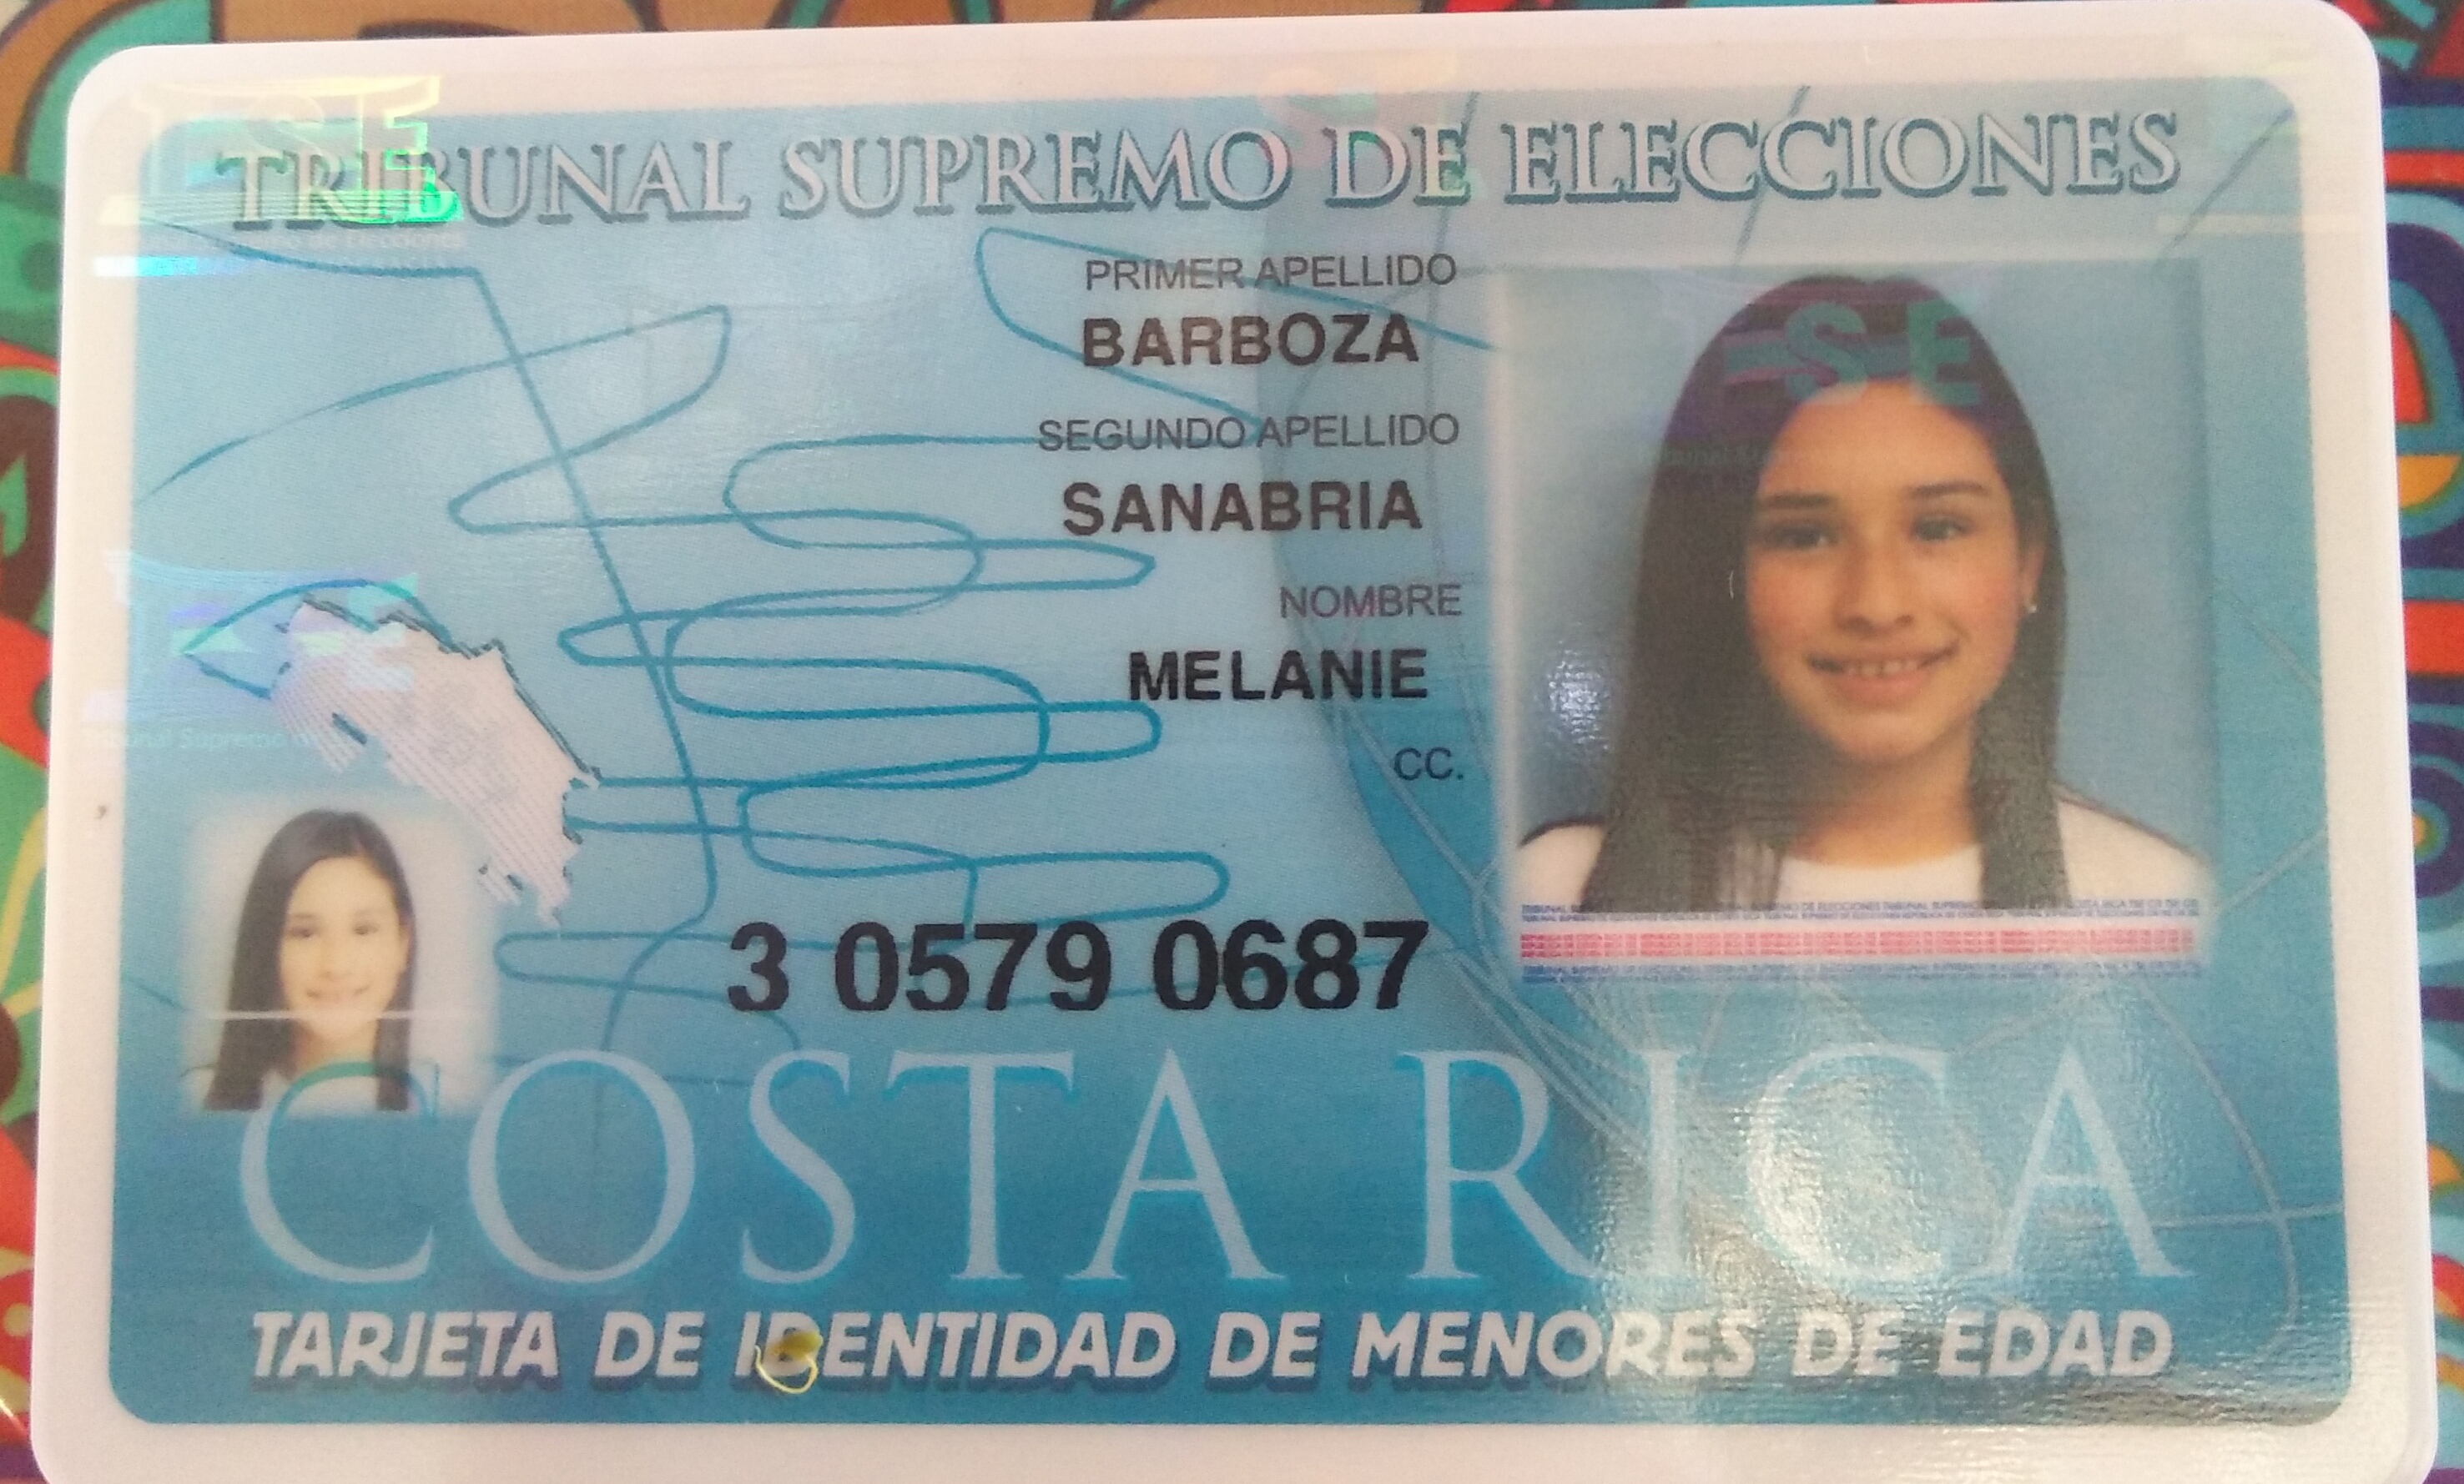 TRIBUNAL SUPREMO DE ELECCIONES
PRIMER APELLIDO
BARBOZA
SEGUNDO APELLIDO
SANABRIA
NOMBRE
MELANIE
CC.
3 0579 0687
COSTA RICA
TARJETA DE IDENTIDAD DE MENORES DE EDAD